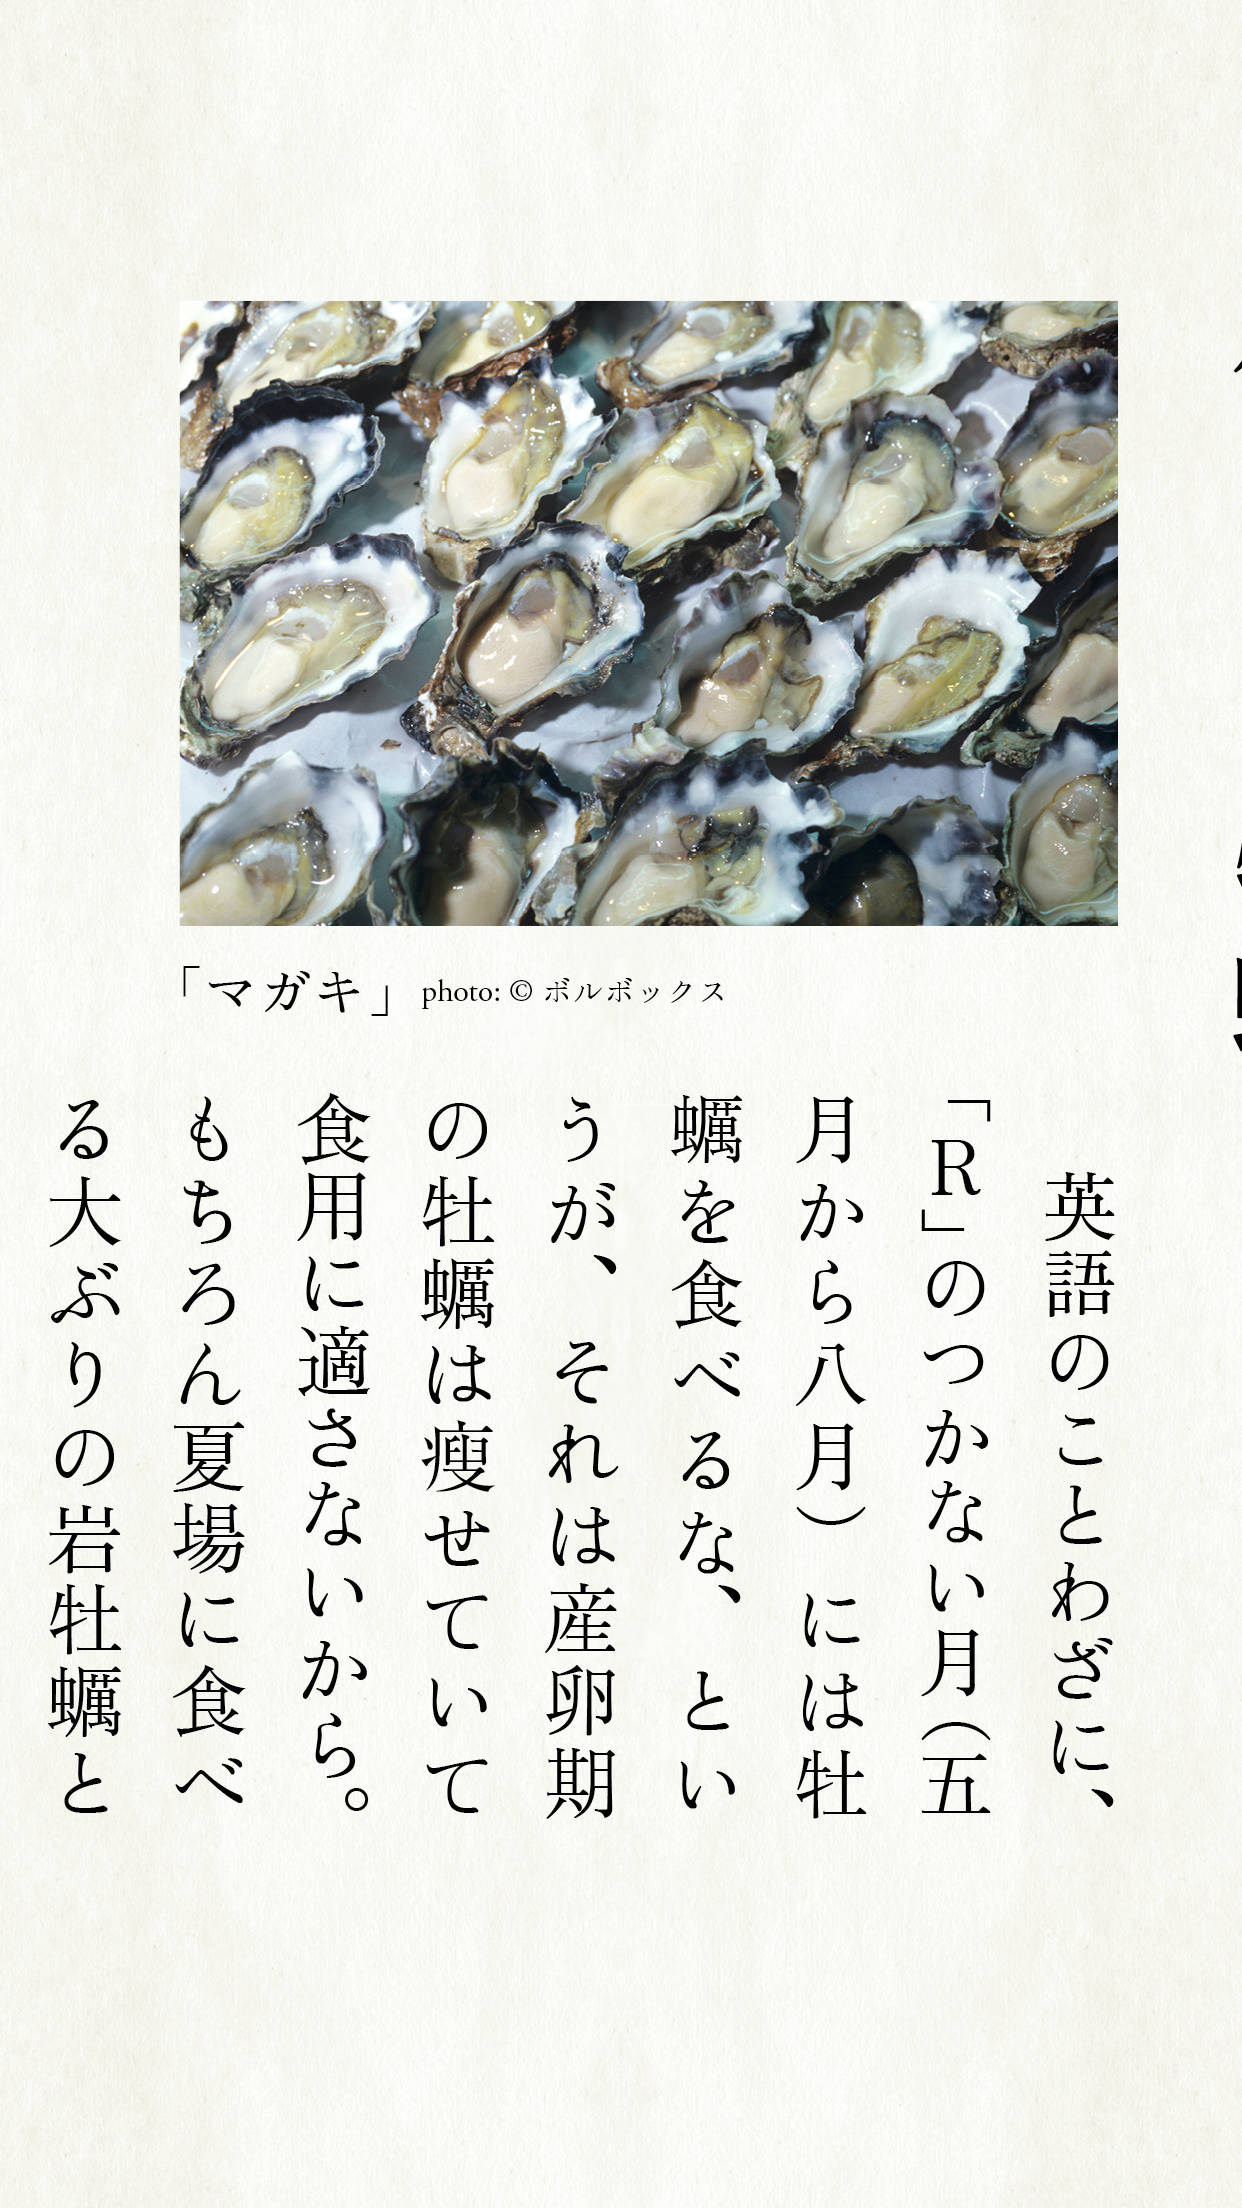 「マガキ」 photo: © ボルボックス
英語のことわざに、
「R」のつかない月（五
月から八月）には牡
蠣を食べるな、とい
うが、それは産卵期
の牡蠣は痩せていて
食用に適さないから。
もちろん夏場に食べ
る大ぶりの岩牡蠣と